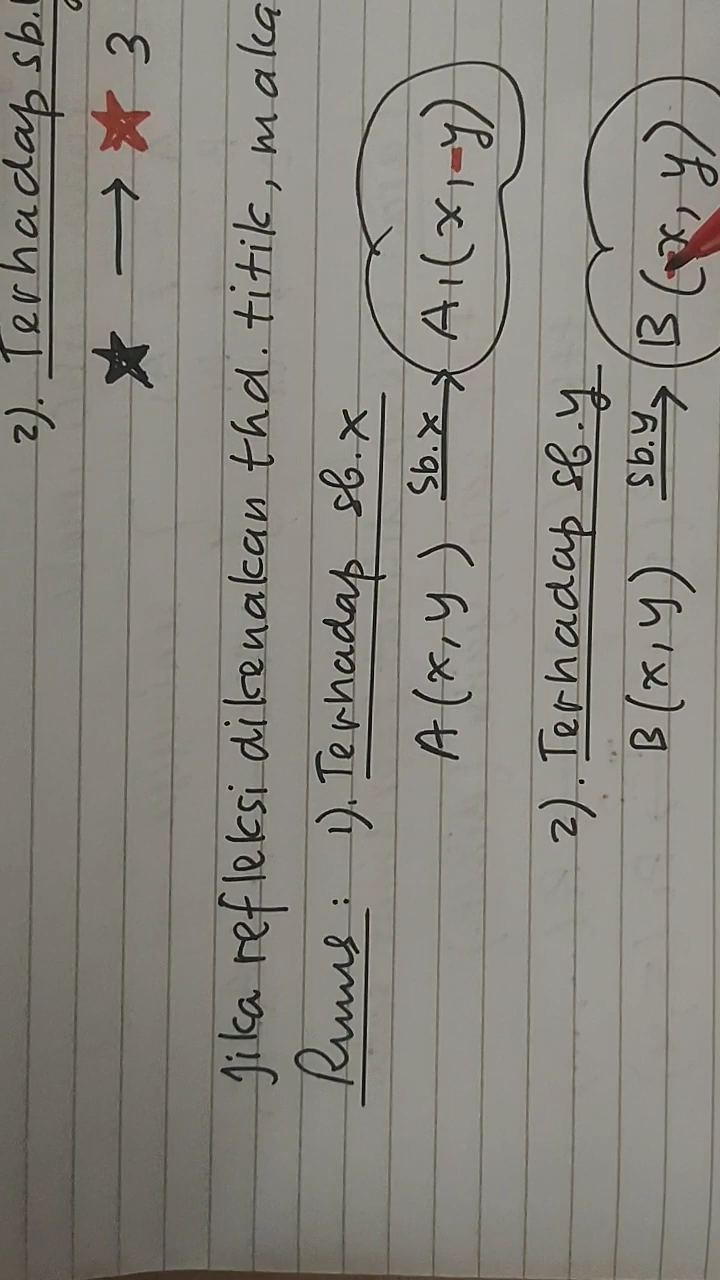 2). Terhadap sb.
★ → ★ 3
Jika refleksi dikenakan thd. titik, maka
Rumus : 1). Terhadap sb.x
A(x,y) sb.x→ A'(x,-y)
2). Terhadap sb.y
B(x,y) sb.y→ B(-x,y)